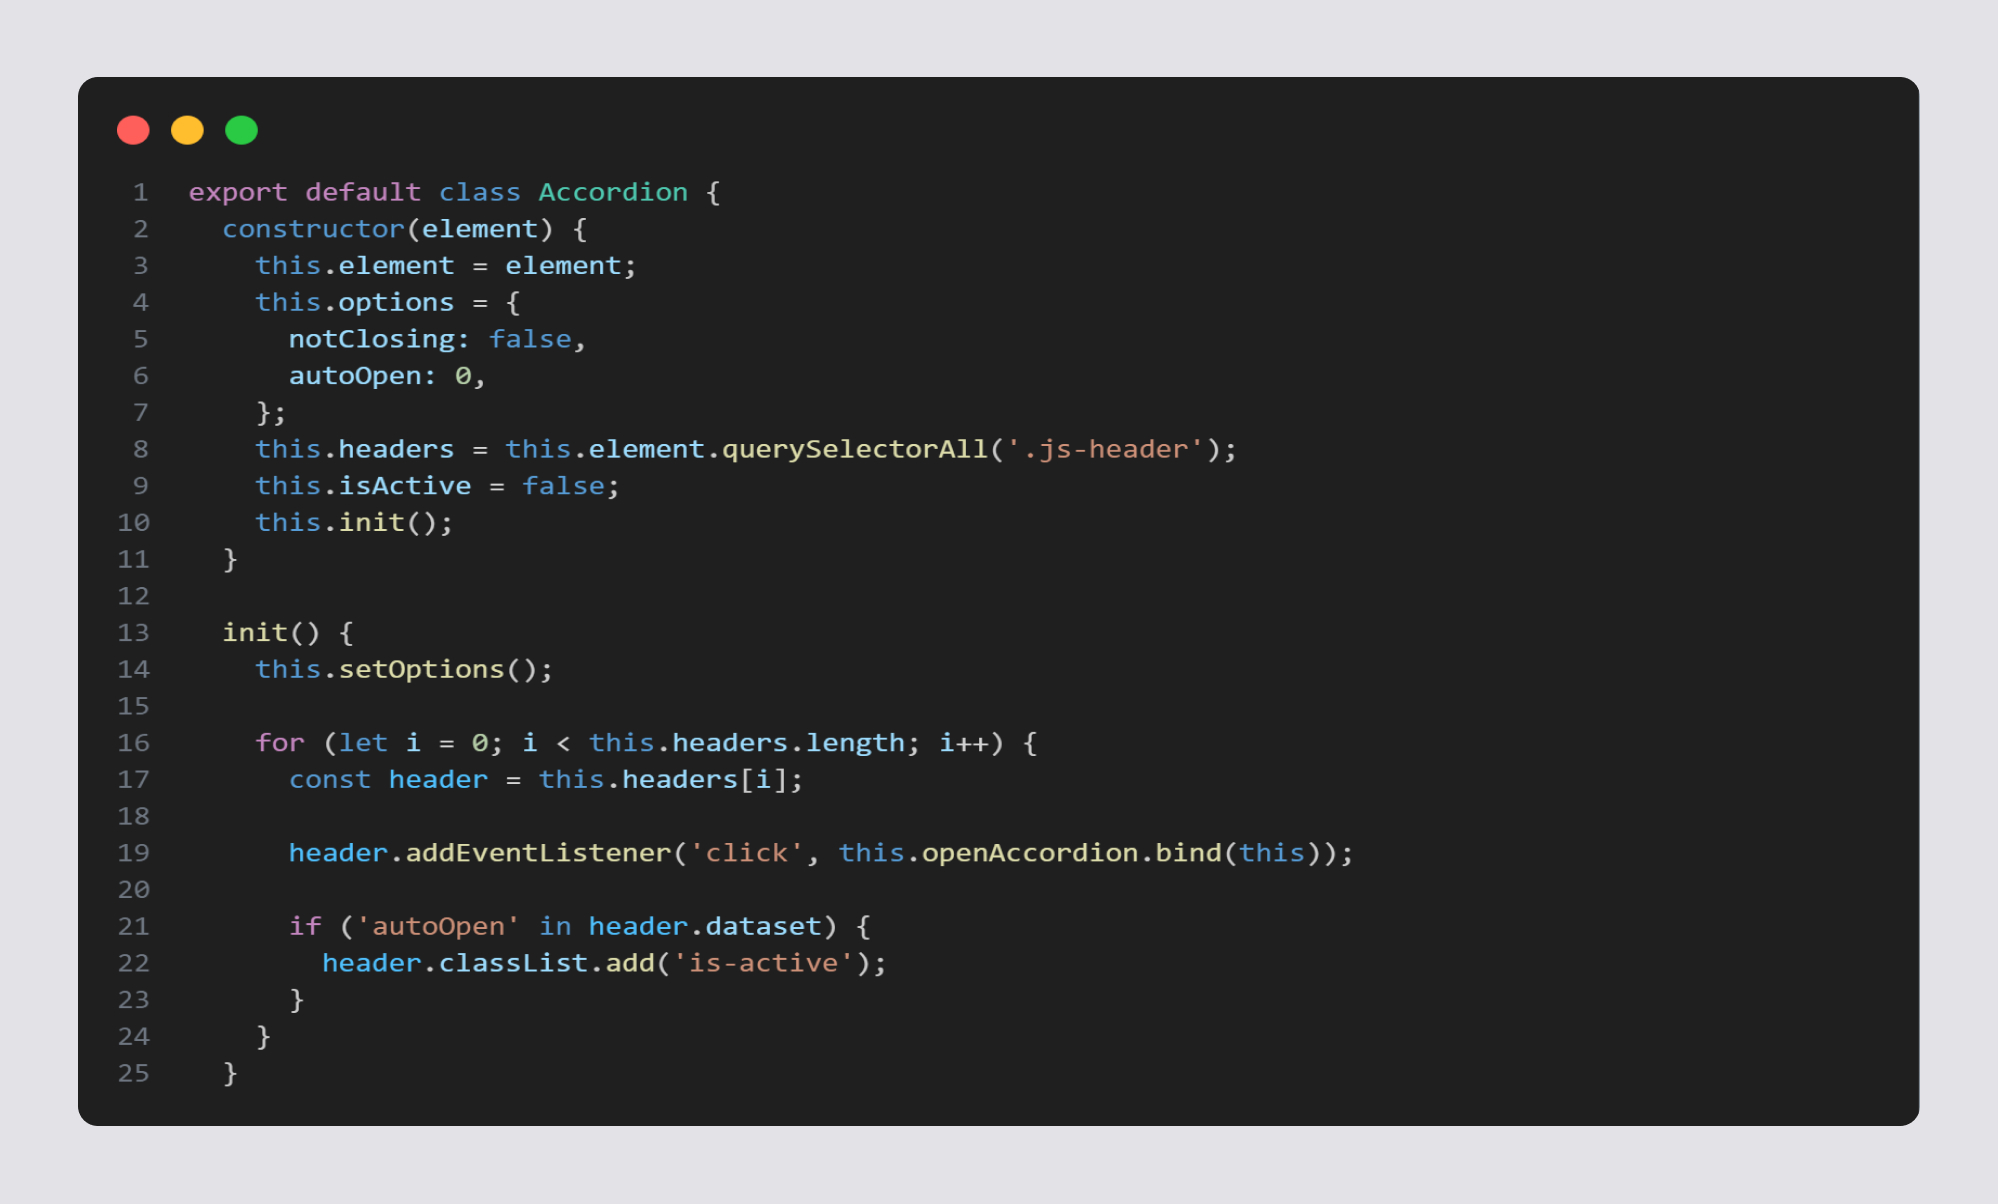 1 export default class Accordion {
2   constructor(element) {
3     this.element = element;
4     this.options = {
5       notClosing: false,
6       autoOpen: 0,
7     };
8     this.headers = this.element.querySelectorAll('.js-header');
9     this.isActive = false;
10     this.init();
11   }
12
13   init() {
14     this.setOptions();
15
16     for (let i = 0; i < this.headers.length; i++) {
17       const header = this.headers[i];
18
19       header.addEventListener('click', this.openAccordion.bind(this));
20
21       if ('autoOpen' in header.dataset) {
22         header.classList.add('is-active');
23       }
24     }
25   }